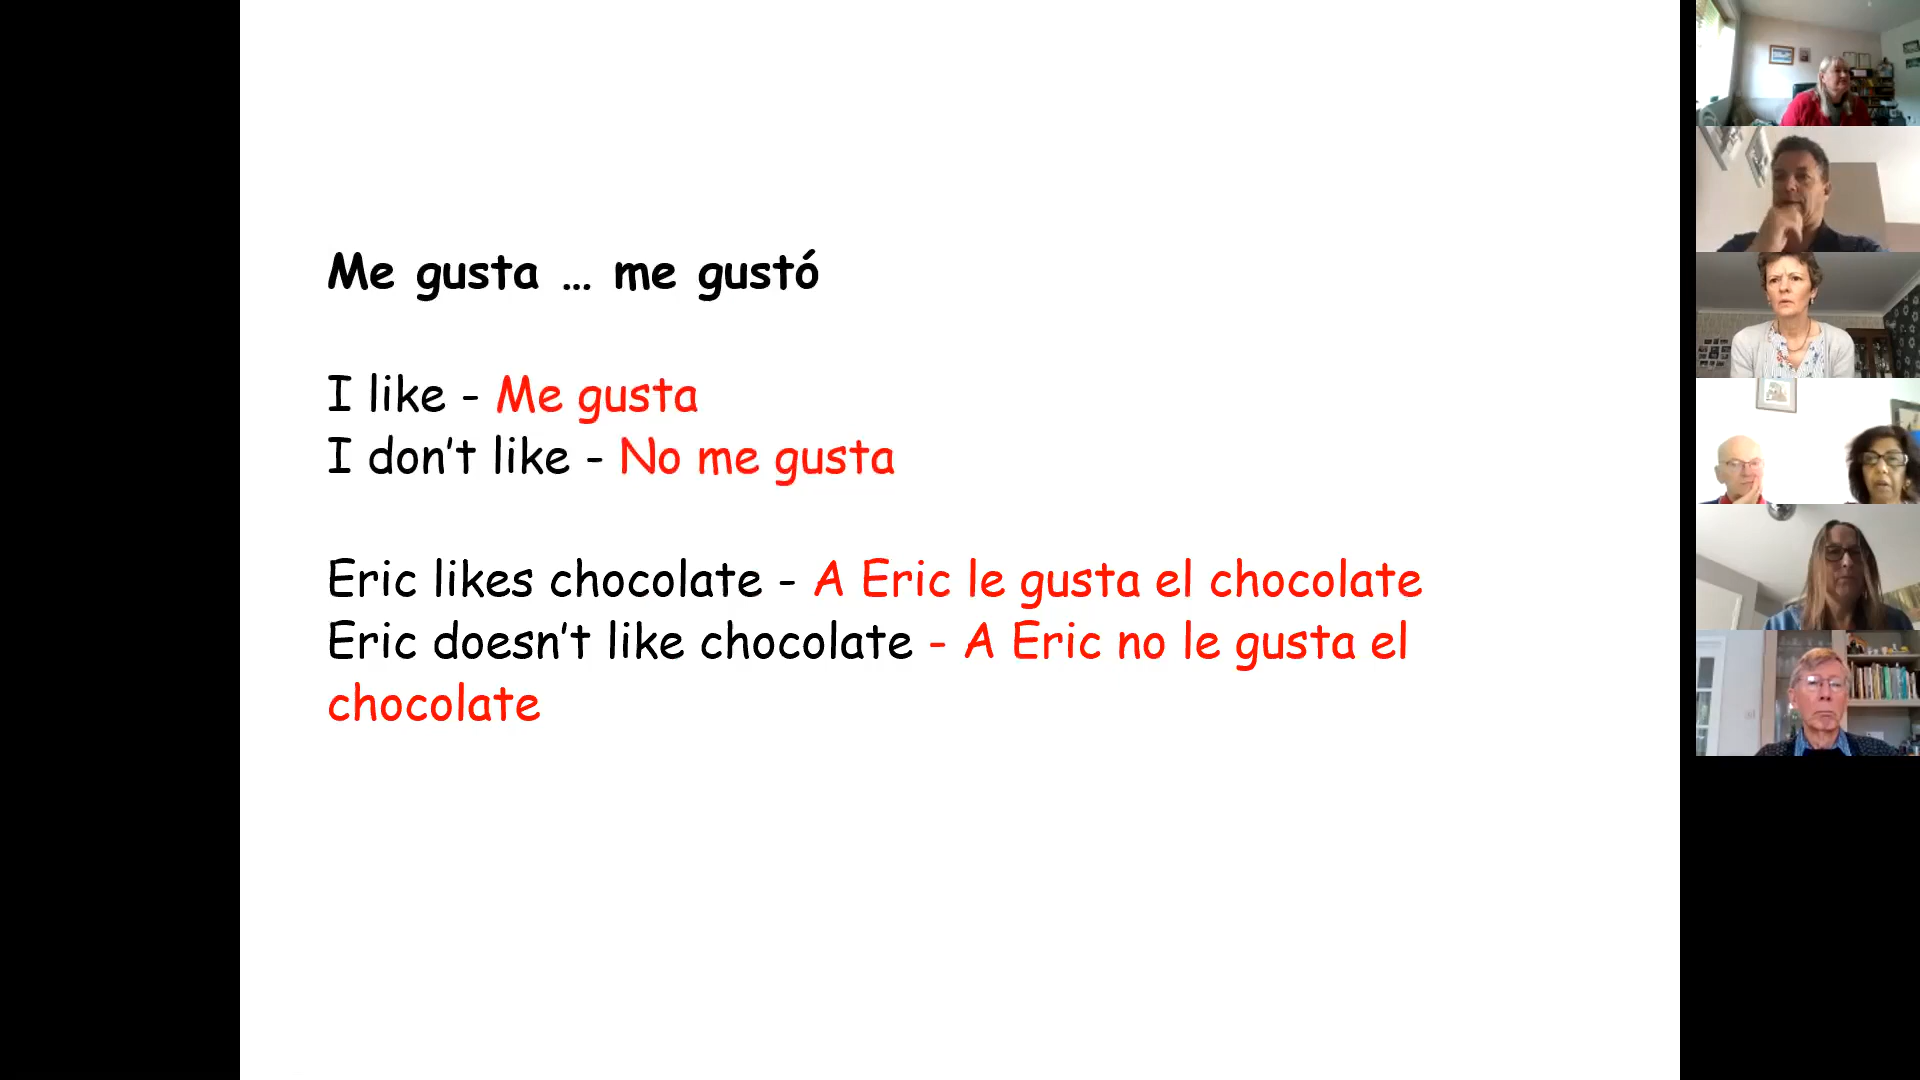 Me gusta … me gustó
I like - Me gusta
I don’t like - No me gusta
Eric likes chocolate - A Eric le gusta el chocolate
Eric doesn’t like chocolate - A Eric no le gusta el
chocolate